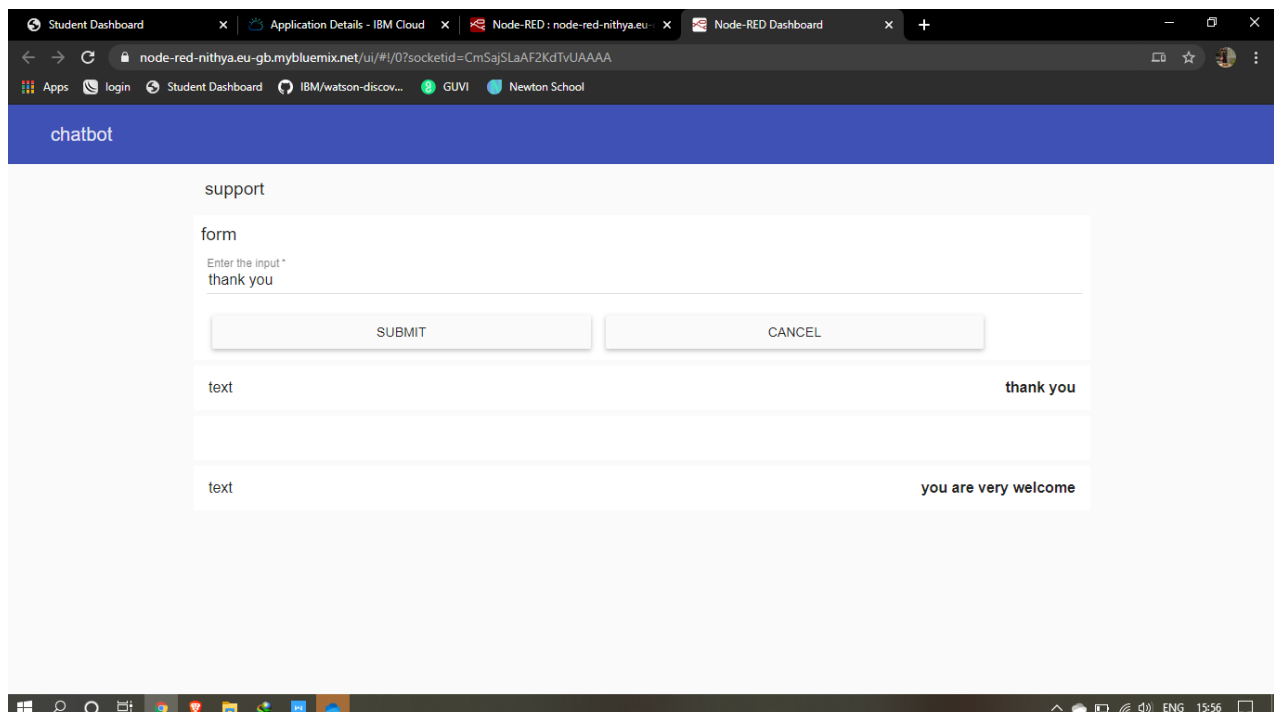 Student Dashboard
Application Details - IBM Cloud
Node-RED : node-red-nithya.eu-
Node-RED Dashboard
node-red-nithya.eu-gb.mybluemix.net/ui/#!/0?socketid=CmSajSLaAF2KdTvUAAAA
Apps login Student Dashboard IBM/watson-discov... GUVI Newton School
chatbot
support
form
Enter the input *
thank you
SUBMIT CANCEL
text thank you
text you are very welcome
ENG 15:56